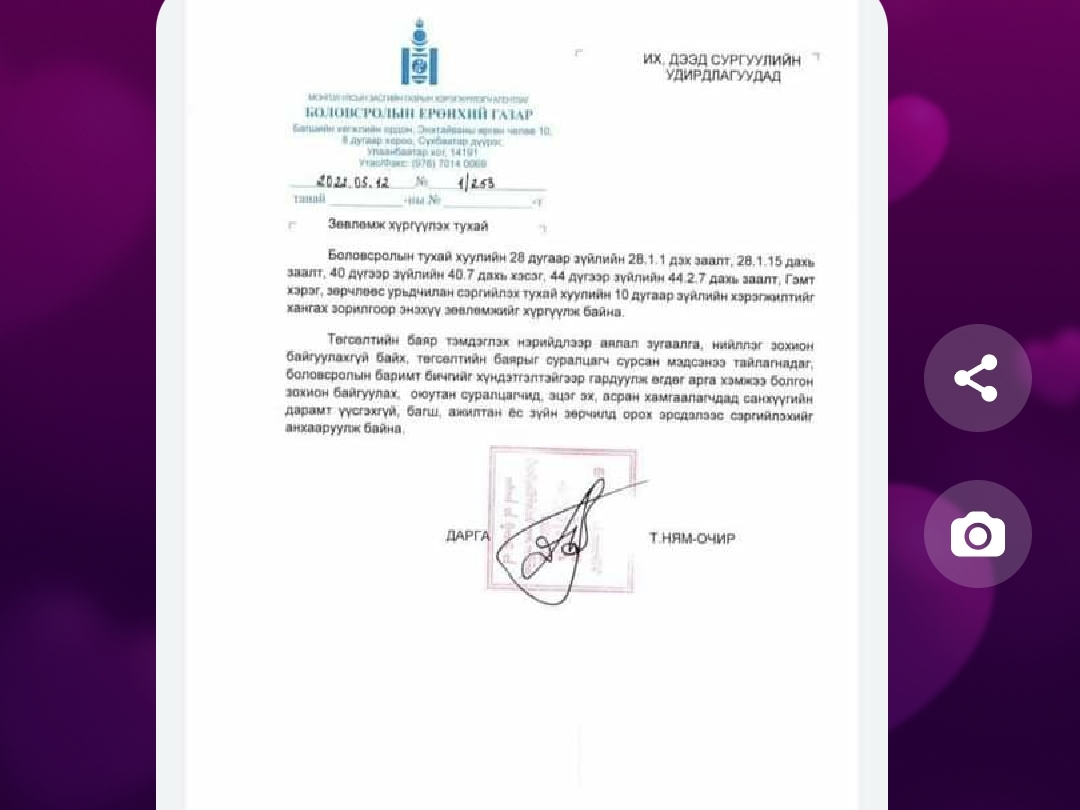 ИХ, ДЭЭД СУРГУУЛИЙН
УДИРДЛАГУУДАД
МОНГОЛ УЛСЫН ЗАСГИЙН ГАЗРЫН ХЭРЭГЖҮҮЛЭГЧ АГЕНТЛАГ
БОЛОВСРОЛЫН ЕРӨНХИЙ ГАЗАР
Багшийн хөгжлийн ордон, Энхтайваны өргөн чөлөө 10,
8 дугаар хороо, Сүхбаатар дүүрэг,
Улаанбаатар хот, 14191
Утас/Факс: (976) 7014 0069
05.12 № 1/253
танай -ны № -т
Зөвлөмж хүргүүлэх тухай
Боловсролын тухай хуулийн 28 дугаар зүйлийн 28.1.1 дэх заалт, 28.1.15 дахь
заалт, 40 дүгээр зүйлийн 40.7 дахь хэсэг, 44 дүгээр зүйлийн 44.2.7 дахь заалт, Гэмт
хэрэг, зөрчлөөс урьдчилан сэргийлэх тухай хуулийн 10 дугаар зүйлийн хэрэгжилтийг
хангах зорилгоор энэхүү зөвлөмжийг хүргүүлж байна.
Төгсөлтийн баяр тэмдэглэх нэрийдлээр аялал зугаалга, нийллэг зохион
байгуулахгүй байх, төгсөлтийн баярыг суралцагч сурсан мэдсэнээ тайлагнадаг,
боловсролын баримт бичгийг хүндэтгэлтэйгээр гардуулж өгдөг арга хэмжээ болгон
зохион байгуулах, оюутан суралцагчид, эцэг эх, асран хамгаалагчдад санхүүгийн
дарамт үүсгэхгүй, багш, ажилтан ёс зүйн зөрчилд орох эрсдэлээс сэргийлэхийг
анхааруулж байна.
ДАРГА Т.НЯМ-ОЧИР